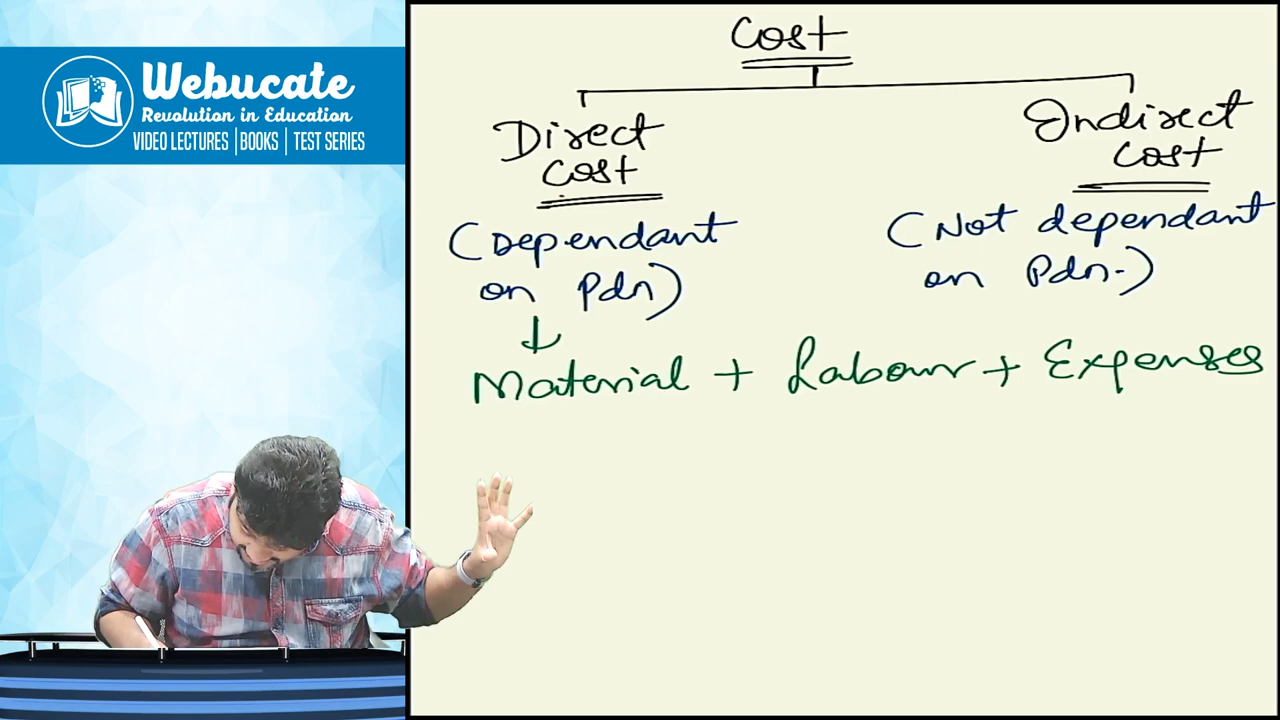 Webucate
Revolution in Education
VIDEO LECTURES | BOOKS | TEST SERIES
Cost
Direct
Cost
(Dependant
on Pdn)
Indirect
Cost
(Not dependant
on Pdn.)
Material + Labour + Expenses